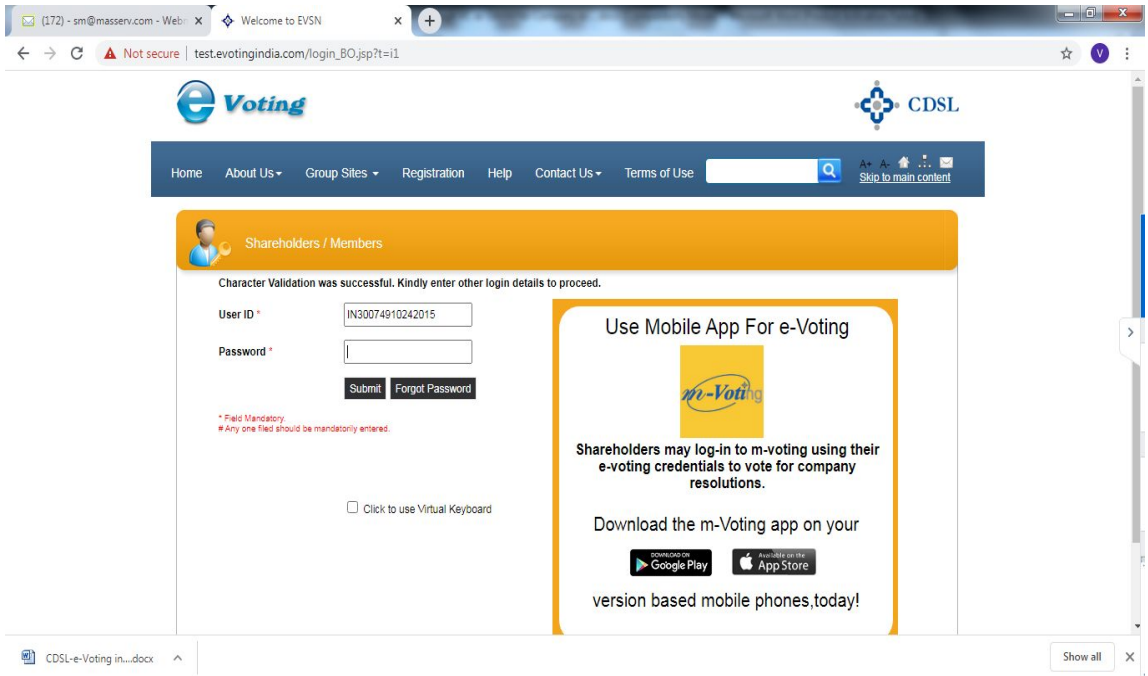 (172) - sm@masserv.com - Web
Welcome to EVSN
Not secure | test.evotingindia.com/login_BO.jsp?t=i1
V
e Voting
CDSL
Home About Us Group Sites Registration Help Contact Us Terms of Use
A+ A-
Skip to main content
Shareholders / Members
Character Validation was successful. Kindly enter other login details to proceed.
User ID *
IN30074910242015
Password *
Submit Forgot Password
* Field Mandatory.
# Any one filed should be mandatorily entered.
Click to use Virtual Keyboard
Use Mobile App For e-Voting
m-Voting
Shareholders may log-in to m-voting using their
e-voting credentials to vote for company
resolutions.
Download the m-Voting app on your
DOWNLOAD ON
Google Play
Available on the
App Store
version based mobile phones,today!
CDSL-e-Voting in....docx
Show all